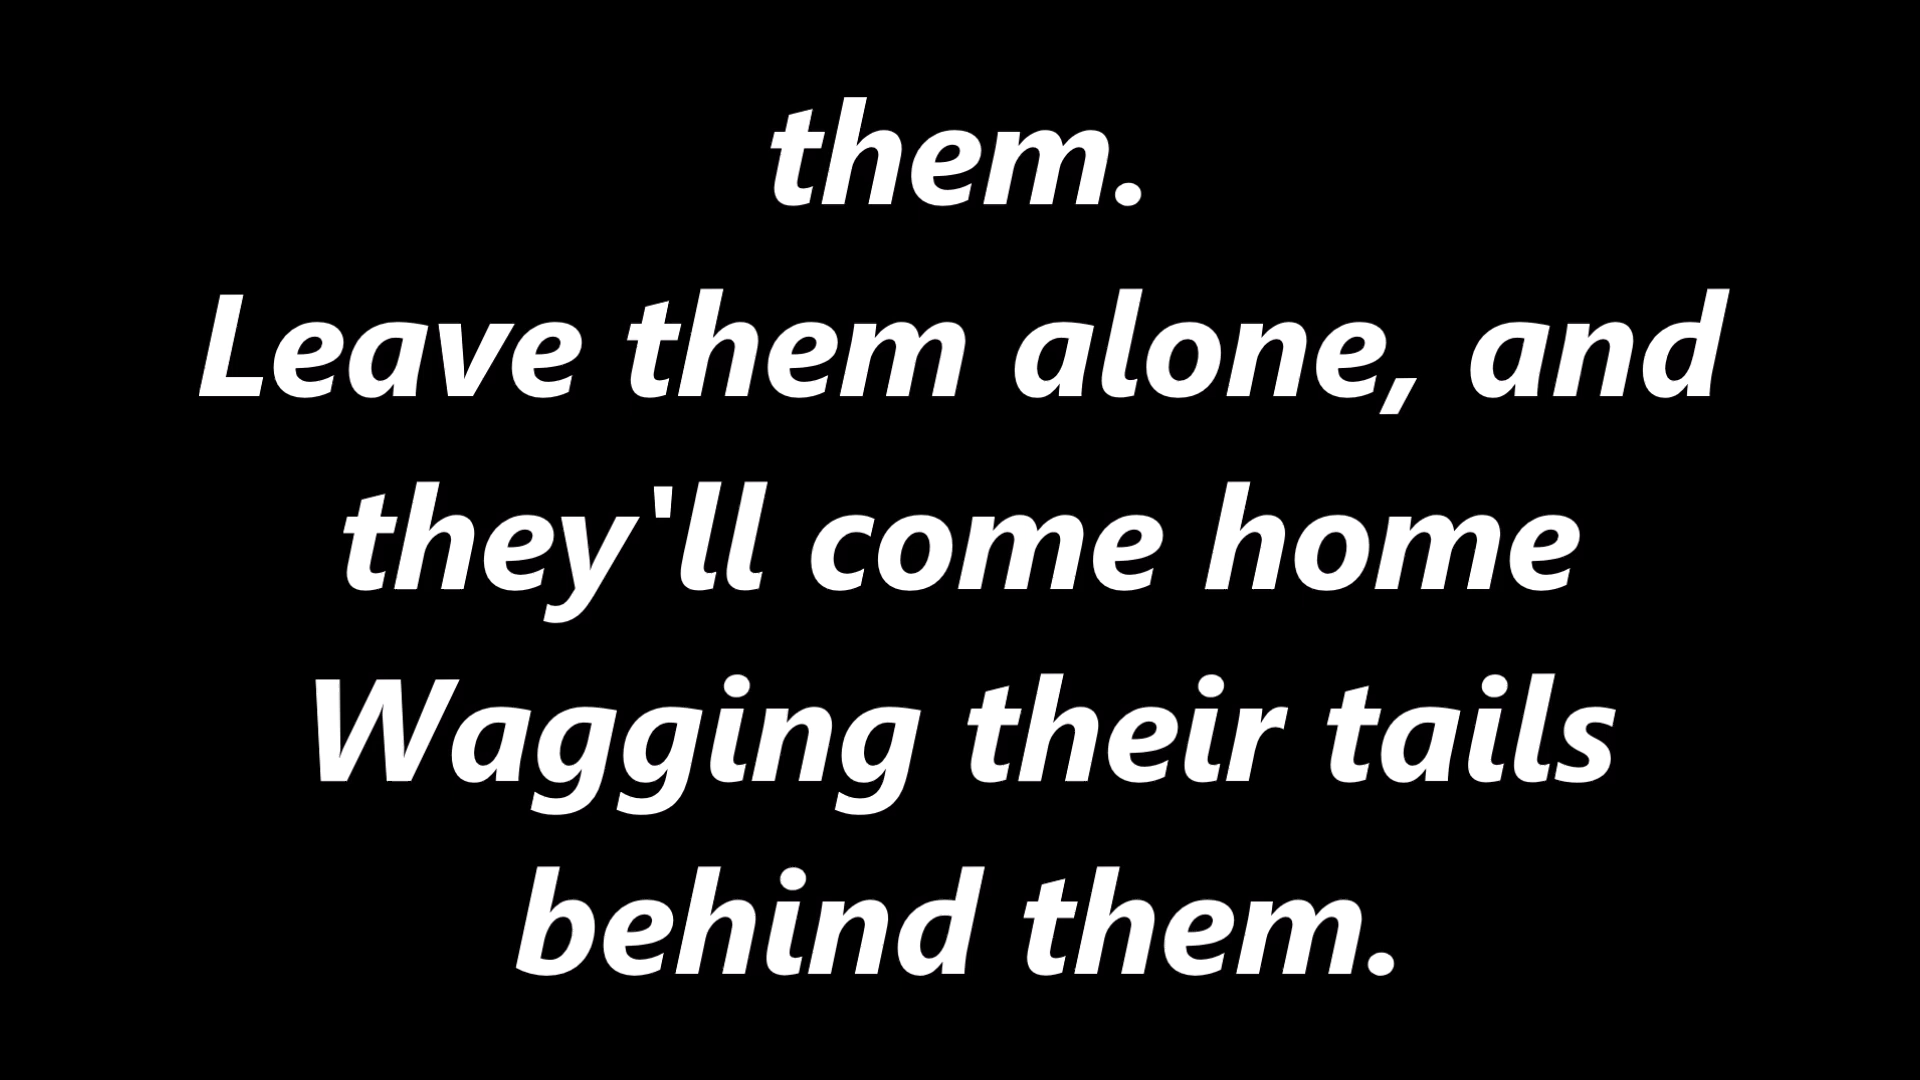 them.
Leave them alone, and
they'll come home
Wagging their tails
behind them.